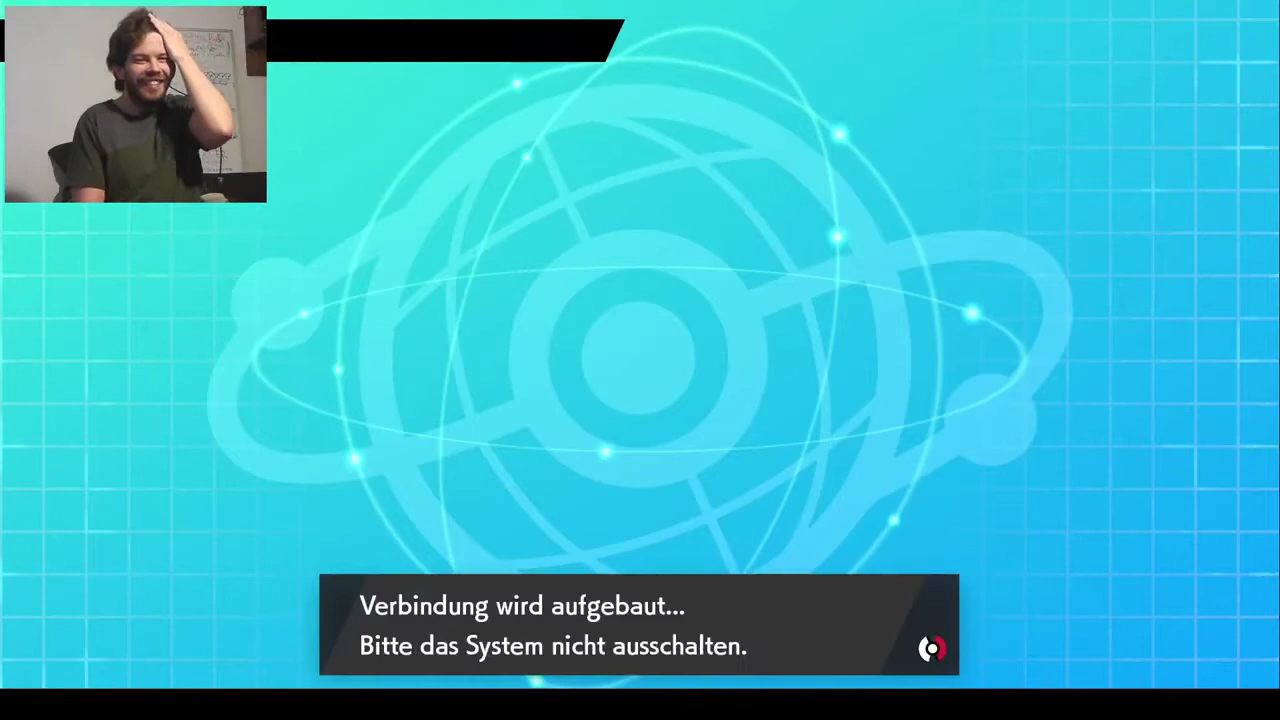 Verbindung wird aufgebaut...
Bitte das System nicht ausschalten.